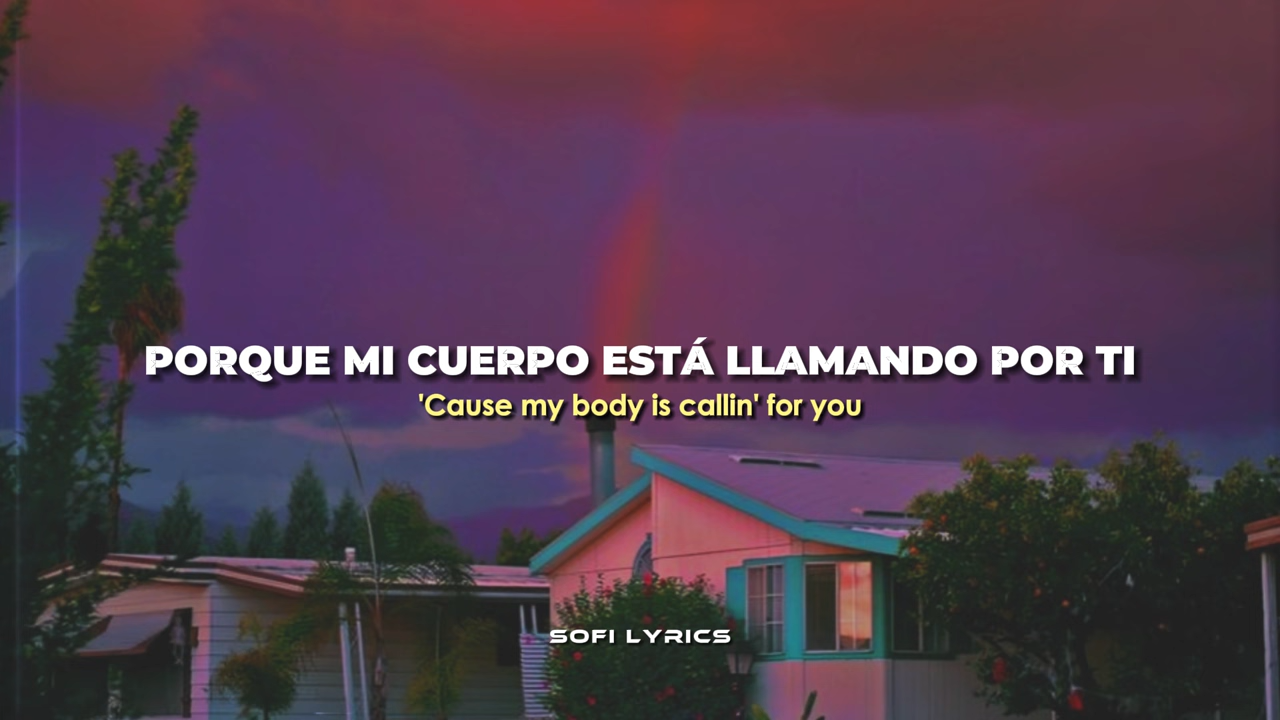 PORQUE MI CUERPO ESTÁ LLAMANDO POR TI
'Cause my body is callin' for you
SOFI LYRICS